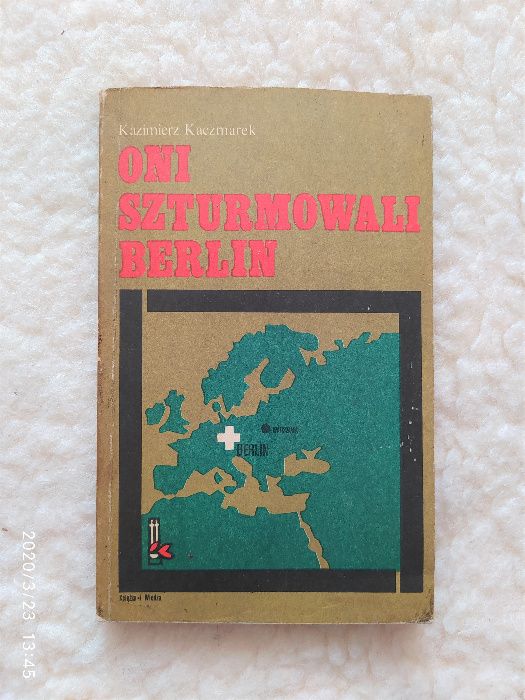 Kazimierz Kaczmarek
ONI
SZTURMOWALI
BERLIN
BERLIN
Książka i Wiedza
2020/3/23 13:45